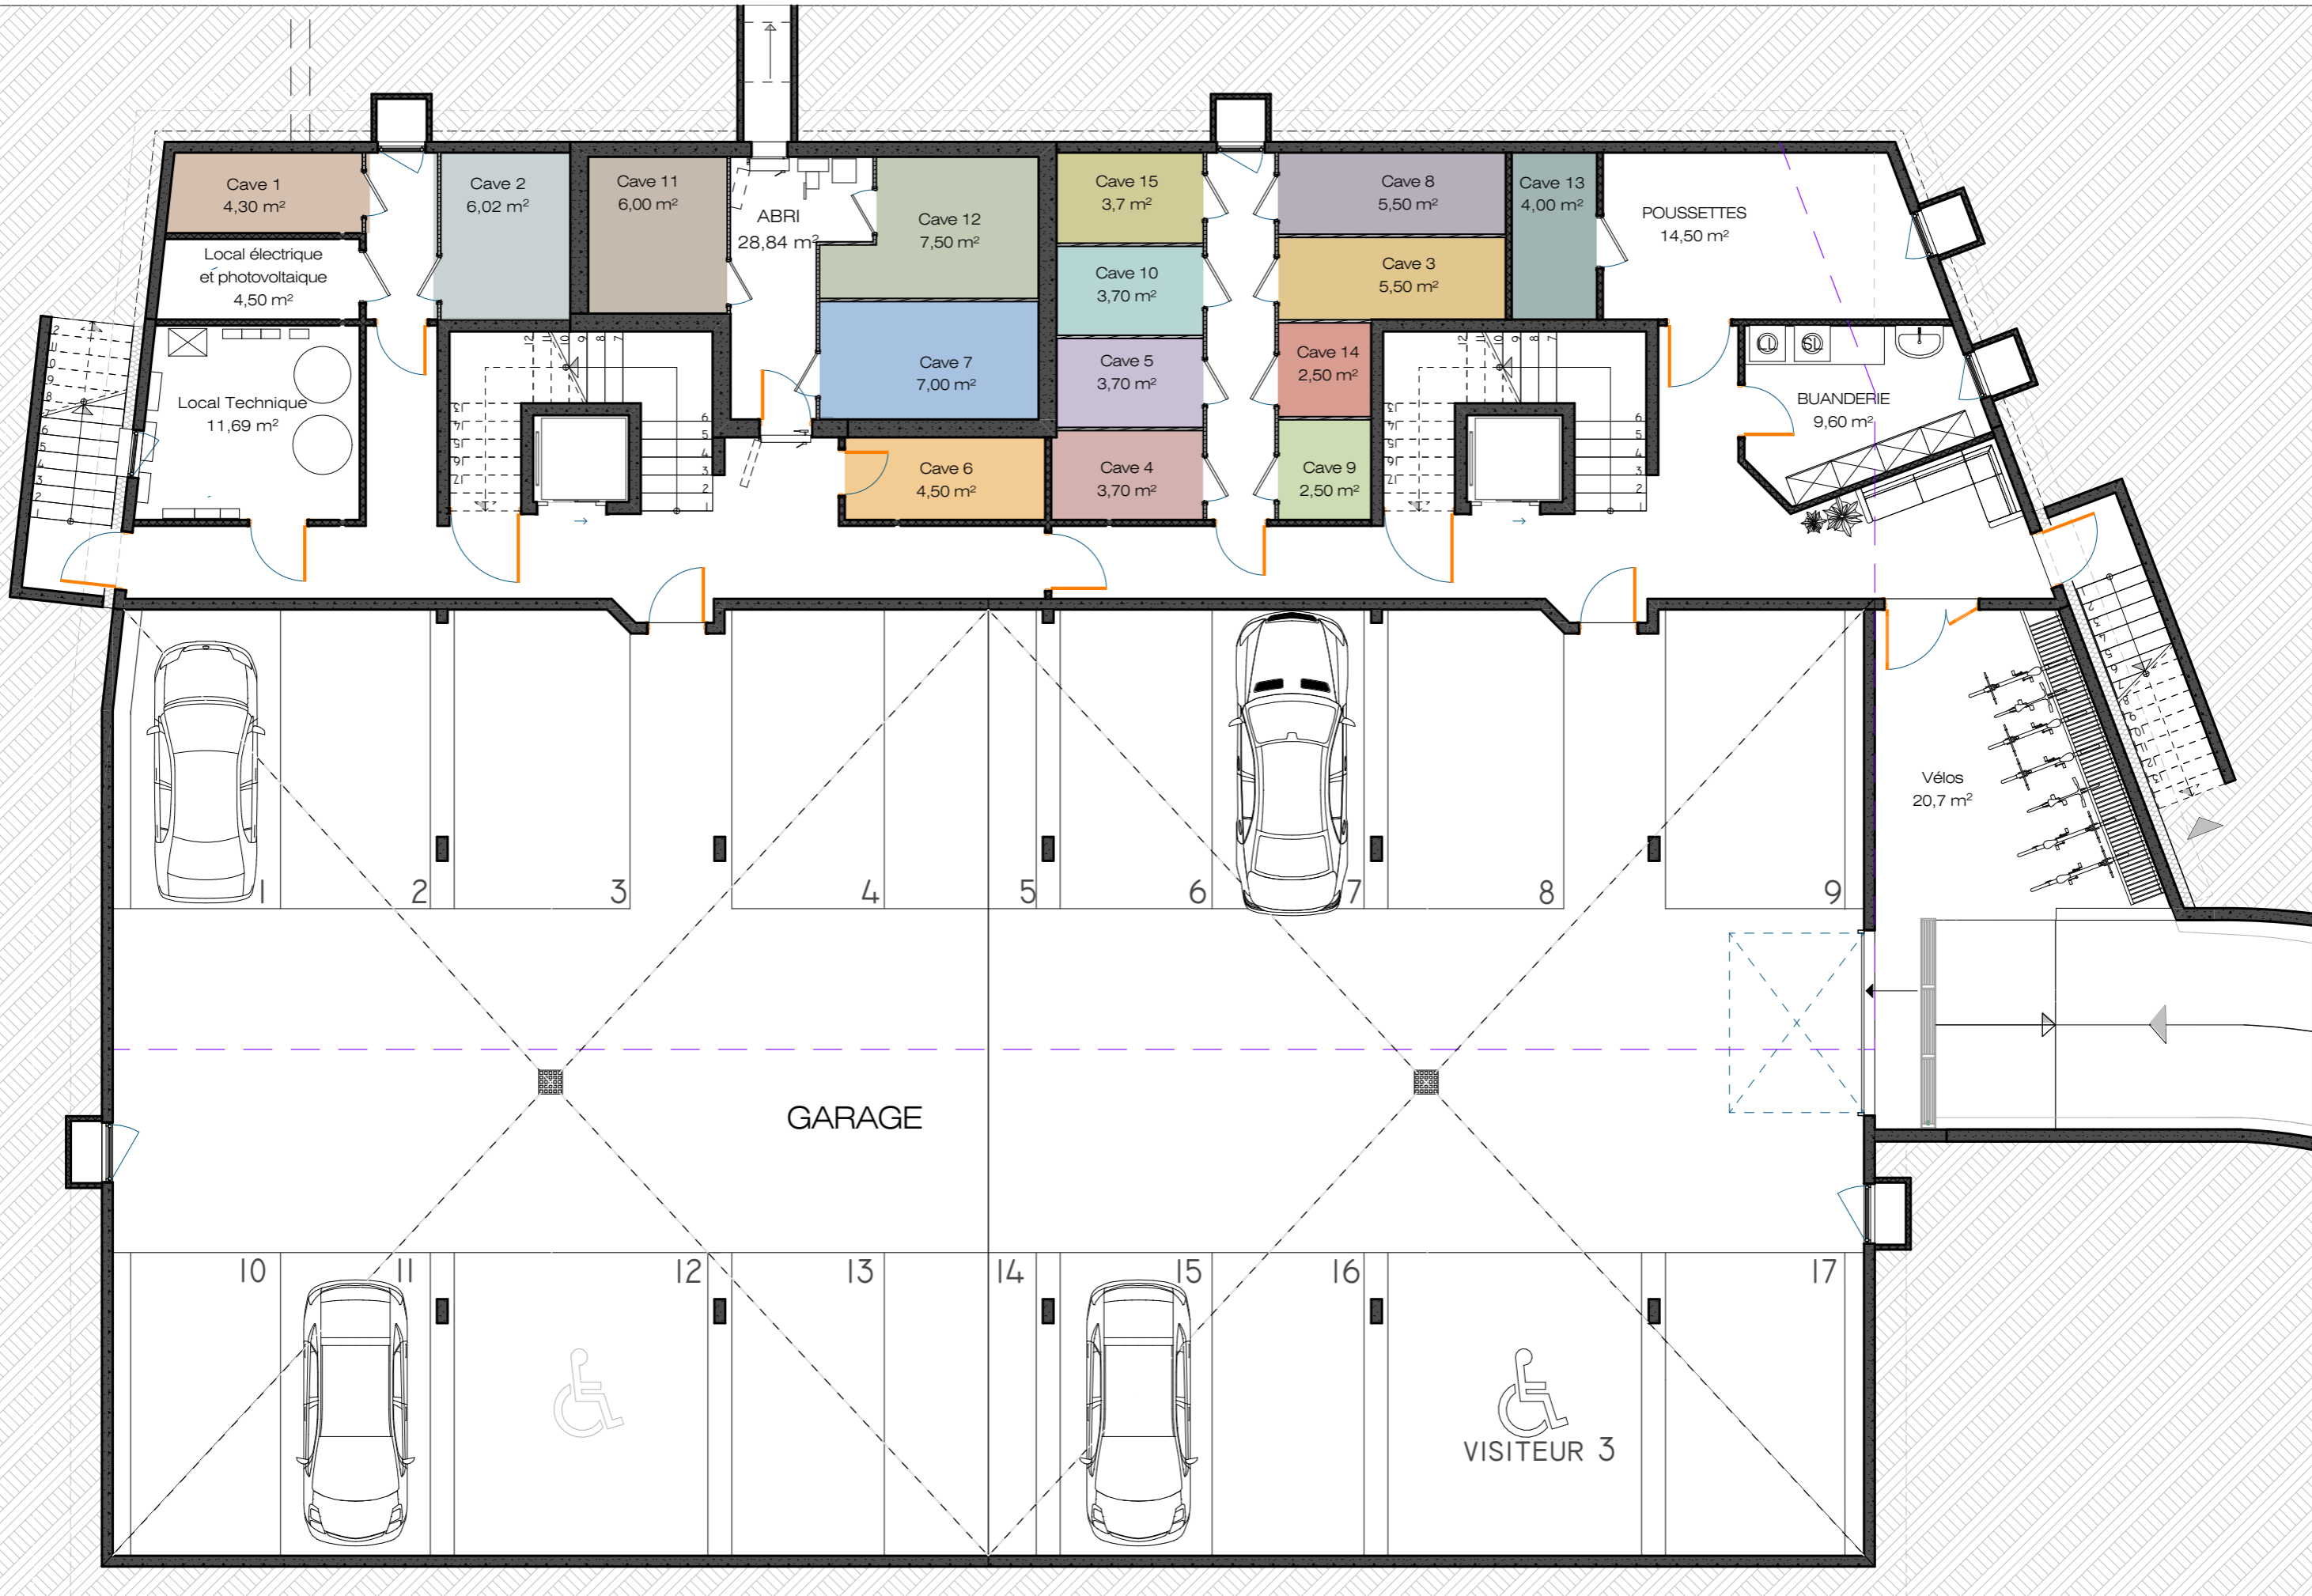 Cave 1
4,30 m²
Cave 2
6,02 m²
Cave 11
6,00 m²
ABRI
28,84 m²
Cave 12
7,50 m²
Cave 15
3,7 m²
Cave 8
5,50 m²
Cave 13
4,00 m²
POUSSETTES
14,50 m²
Local électrique
et photovoltaique
4,50 m²
Cave 10
3,70 m²
Cave 3
5,50 m²
Local Technique
11,69 m²
Cave 7
7,00 m²
Cave 5
3,70 m²
Cave 14
2,50 m²
LL
SL
BUANDERIE
9,60 m²
Cave 6
4,50 m²
Cave 4
3,70 m²
Cave 9
2,50 m²
Vélos
20,7 m²
1
2
3
4
5
6
7
8
9
GARAGE
10
11
12
13
14
15
16
17
VISITEUR 3